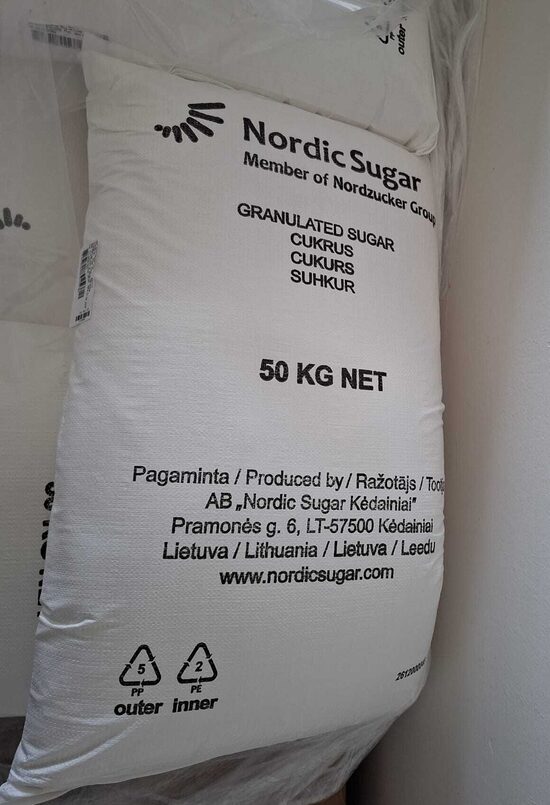 PP
outer
Nordic Sugar
Member of Nordzucker Group
GRANULATED SUGAR
CUKRUS
CUKURS
SUHKUR
50 KG NET
Pagaminta / Produced by / Ražotājs /
AB „Nordic Sugar Kėdainiai"
Pramonės g. 6, LT-57500 Kėdainiai
Lietuva / Lithuania / Lietuva / Leedu
www.nordicsugar.com
5 2
PP PE
outer inner